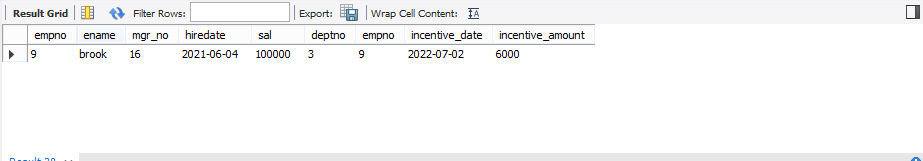 Result Grid Filter Rows: Export: Wrap Cell Content:
empno ename mgr_no hiredate sal deptno empno incentive_date incentive_amount
9 brook 16 2021-06-04 100000 3 9 2022-07-02 6000